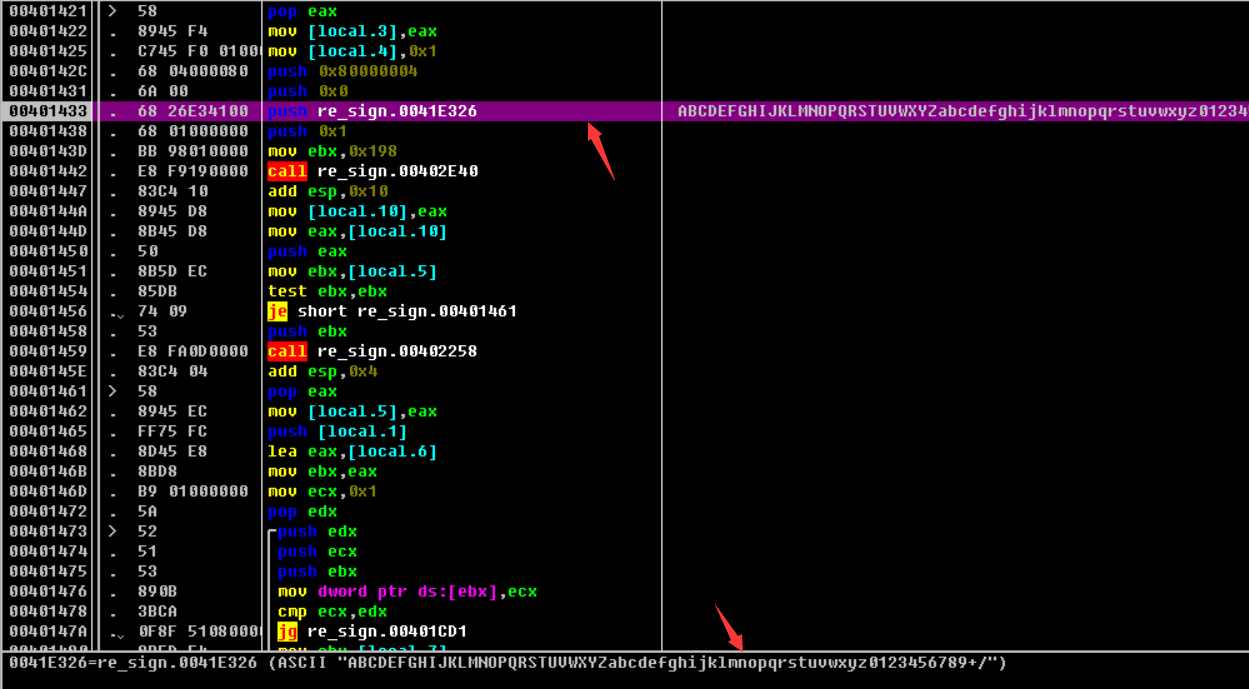 00401421 > 58 pop eax
00401422 . 8945 F4 mov [local.3],eax
00401425 . C745 F0 0100 mov [local.4],0x1
0040142C . 68 04000080 push 0x80000004
00401431 . 6A 00 push 0x0
00401433 . 68 26E34100 push re_sign.0041E326 ABCDEFGHIJKLMNOPQRSTUVWXYZabcdefghijklmnopqrstuvwxyz01234
00401438 . 68 01000000 push 0x1
0040143D . BB 98010000 mov ebx,0x198
00401442 . E8 F9190000 call re_sign.00402E40
00401447 . 83C4 10 add esp,0x10
0040144A . 8945 D8 mov [local.10],eax
0040144D . 8B45 D8 mov eax,[local.10]
00401450 . 50 push eax
00401451 . 8B5D EC mov ebx,[local.5]
00401454 . 85DB test ebx,ebx
00401456 . 74 09 je short re_sign.00401461
00401458 . 53 push ebx
00401459 . E8 FA0D0000 call re_sign.00402258
0040145E . 83C4 04 add esp,0x4
00401461 > 58 pop eax
00401462 . 8945 EC mov [local.5],eax
00401465 . FF75 FC push [local.1]
00401468 . 8D45 E8 lea eax,[local.6]
0040146B . 8BD8 mov ebx,eax
0040146D . B9 01000000 mov ecx,0x1
00401472 . 5A pop edx
00401473 > 52 push edx
00401474 . 51 push ecx
00401475 . 53 push ebx
00401476 . 890B mov dword ptr ds:[ebx],ecx
00401478 . 3BCA cmp ecx,edx
0040147A . 0F8F 5108000 jg re_sign.00401CD1
0041E326=re_sign.0041E326 (ASCII "ABCDEFGHIJKLMNOPQRSTUVWXYZabcdefghijklmnopqrstuvwxyz0123456789+/")